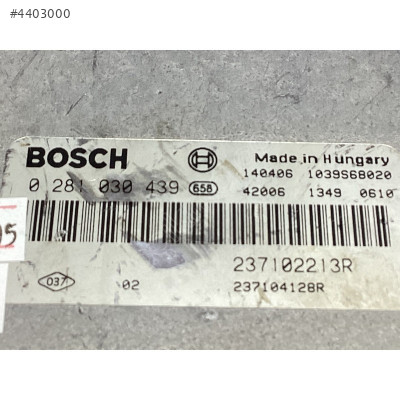 #4403000
BOSCH
Made in Hungary
140406 1039S68020
0 281 030 439 658
42006 1349 0610
05
237102213R
037 02
237104128R